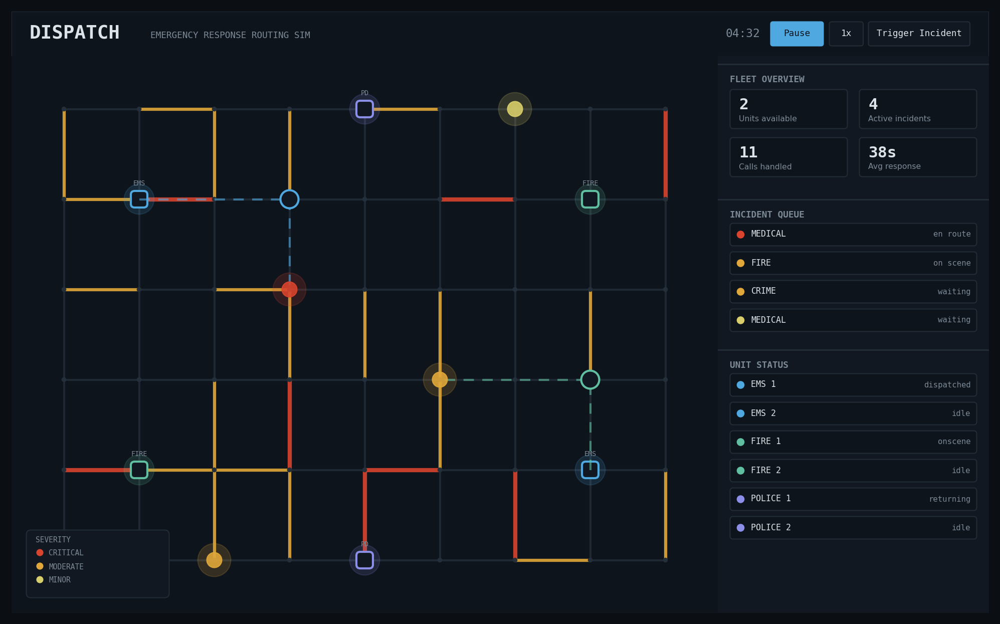 DISPATCH
EMERGENCY RESPONSE ROUTING SIM
04:32
Pause
1x
Trigger Incident
PD
EMS
FIRE
FIRE
EMS
PD
SEVERITY
CRITICAL
MODERATE
MINOR
FLEET OVERVIEW
2
Units available
4
Active incidents
11
Calls handled
38s
Avg response
INCIDENT QUEUE
MEDICAL en route
FIRE on scene
CRIME waiting
MEDICAL waiting
UNIT STATUS
EMS 1 dispatched
EMS 2 idle
FIRE 1 onscene
FIRE 2 idle
POLICE 1 returning
POLICE 2 idle